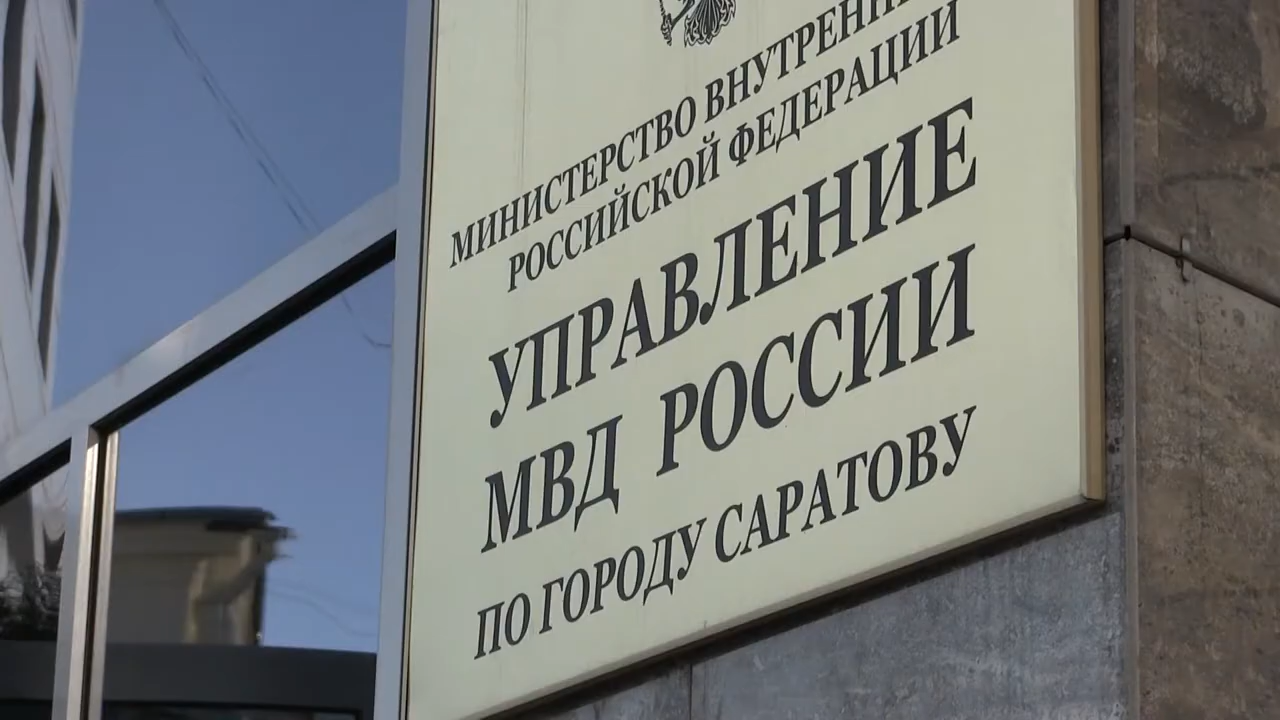 МИНИСТЕРСТВО
РОССИЙСКОЙ ФЕДЕРАЦИИ
УПРАВЛЕНИЕ
МВД РОССИИ
ПО ГОРОДУ САРАТОВУ